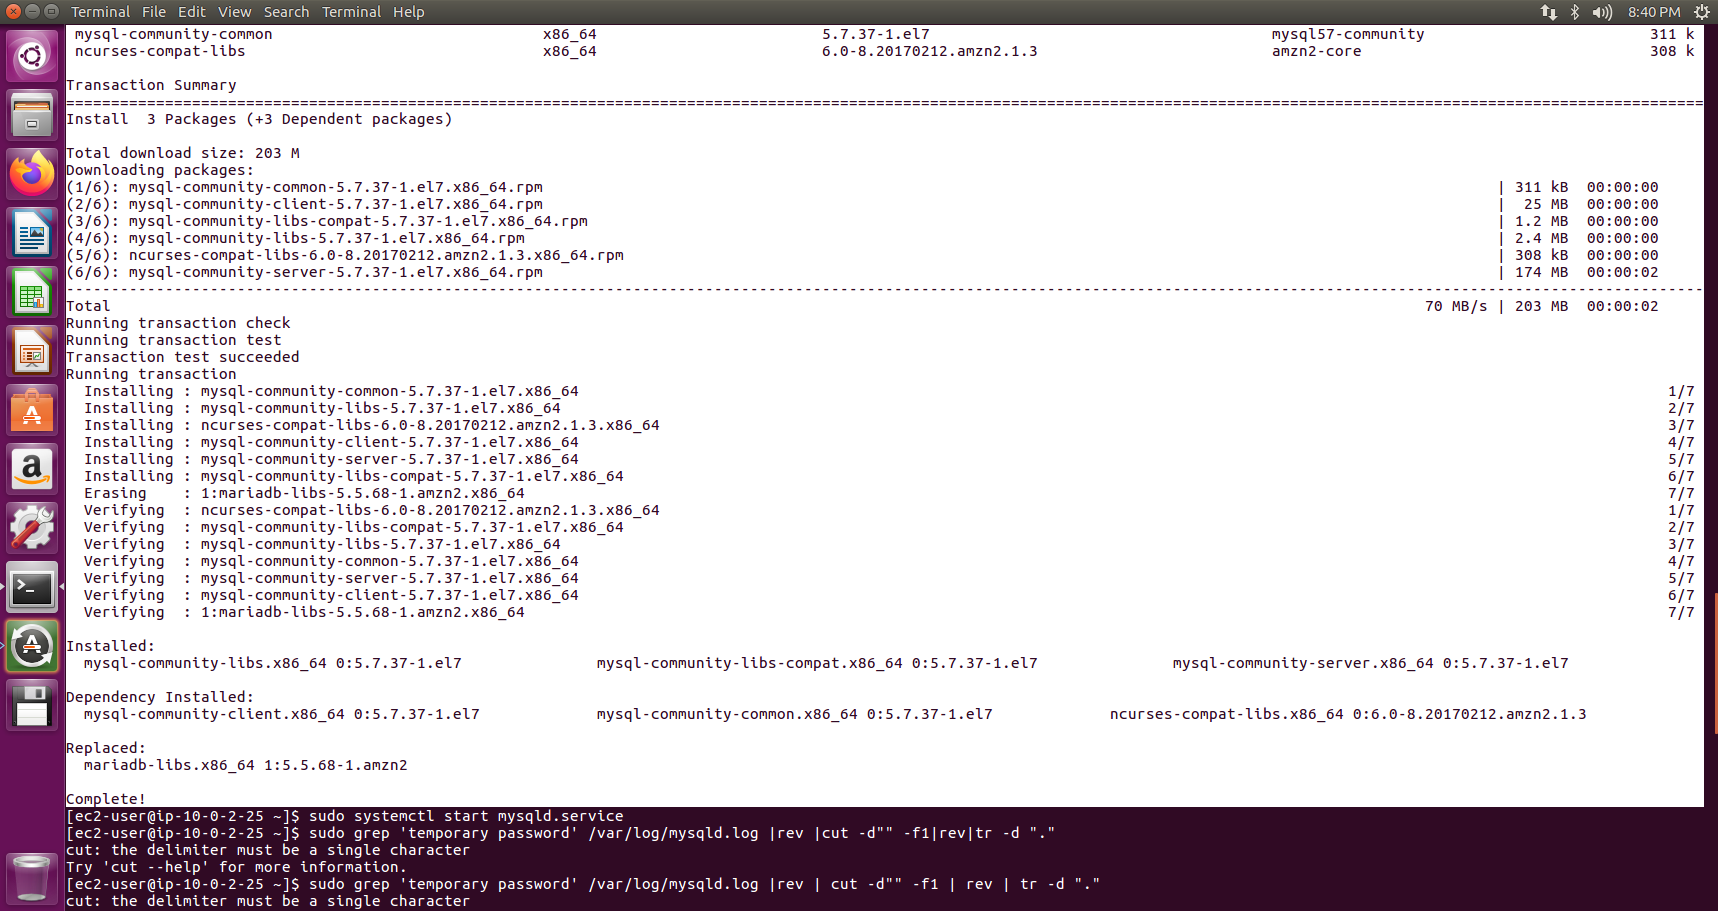 Terminal File Edit View Search Terminal Help 8:40 PM
mysql-community-common x86_64 5.7.37-1.el7 mysql57-community 311 k
ncurses-compat-libs x86_64 6.0-8.20170212.amzn2.1.3 amzn2-core 308 k
Transaction Summary
================================================================================
Install  3 Packages (+3 Dependent packages)
Total download size: 203 M
Downloading packages:
(1/6): mysql-community-common-5.7.37-1.el7.x86_64.rpm | 311 kB  00:00:00
(2/6): mysql-community-client-5.7.37-1.el7.x86_64.rpm |  25 MB  00:00:00
(3/6): mysql-community-libs-compat-5.7.37-1.el7.x86_64.rpm | 1.2 MB  00:00:00
(4/6): mysql-community-libs-5.7.37-1.el7.x86_64.rpm | 2.4 MB  00:00:00
(5/6): ncurses-compat-libs-6.0-8.20170212.amzn2.1.3.x86_64.rpm | 308 kB  00:00:00
(6/6): mysql-community-server-5.7.37-1.el7.x86_64.rpm | 174 MB  00:00:02
--------------------------------------------------------------------------------
Total 70 MB/s | 203 MB  00:00:02
Running transaction check
Running transaction test
Transaction test succeeded
Running transaction
Installing : mysql-community-common-5.7.37-1.el7.x86_64 1/7
Installing : mysql-community-libs-5.7.37-1.el7.x86_64 2/7
Installing : ncurses-compat-libs-6.0-8.20170212.amzn2.1.3.x86_64 3/7
Installing : mysql-community-client-5.7.37-1.el7.x86_64 4/7
Installing : mysql-community-server-5.7.37-1.el7.x86_64 5/7
Installing : mysql-community-libs-compat-5.7.37-1.el7.x86_64 6/7
Erasing    : 1:mariadb-libs-5.5.68-1.amzn2.x86_64 7/7
Verifying  : ncurses-compat-libs-6.0-8.20170212.amzn2.1.3.x86_64 1/7
Verifying  : mysql-community-libs-compat-5.7.37-1.el7.x86_64 2/7
Verifying  : mysql-community-libs-5.7.37-1.el7.x86_64 3/7
Verifying  : mysql-community-common-5.7.37-1.el7.x86_64 4/7
Verifying  : mysql-community-server-5.7.37-1.el7.x86_64 5/7
Verifying  : mysql-community-client-5.7.37-1.el7.x86_64 6/7
Verifying  : 1:mariadb-libs-5.5.68-1.amzn2.x86_64 7/7
Installed:
mysql-community-libs.x86_64 0:5.7.37-1.el7 mysql-community-libs-compat.x86_64 0:5.7.37-1.el7 mysql-community-server.x86_64 0:5.7.37-1.el7
Dependency Installed:
mysql-community-client.x86_64 0:5.7.37-1.el7 mysql-community-common.x86_64 0:5.7.37-1.el7 ncurses-compat-libs.x86_64 0:6.0-8.20170212.amzn2.1.3
Replaced:
mariadb-libs.x86_64 1:5.5.68-1.amzn2
Complete!
[ec2-user@ip-10-0-2-25 ~]$ sudo systemctl start mysqld.service
[ec2-user@ip-10-0-2-25 ~]$ sudo grep 'temporary password' /var/log/mysqld.log |rev |cut -d"" -f1|rev|tr -d "."
cut: the delimiter must be a single character
Try 'cut --help' for more information.
[ec2-user@ip-10-0-2-25 ~]$ sudo grep 'temporary password' /var/log/mysqld.log |rev | cut -d"" -f1 | rev | tr -d "."
cut: the delimiter must be a single character